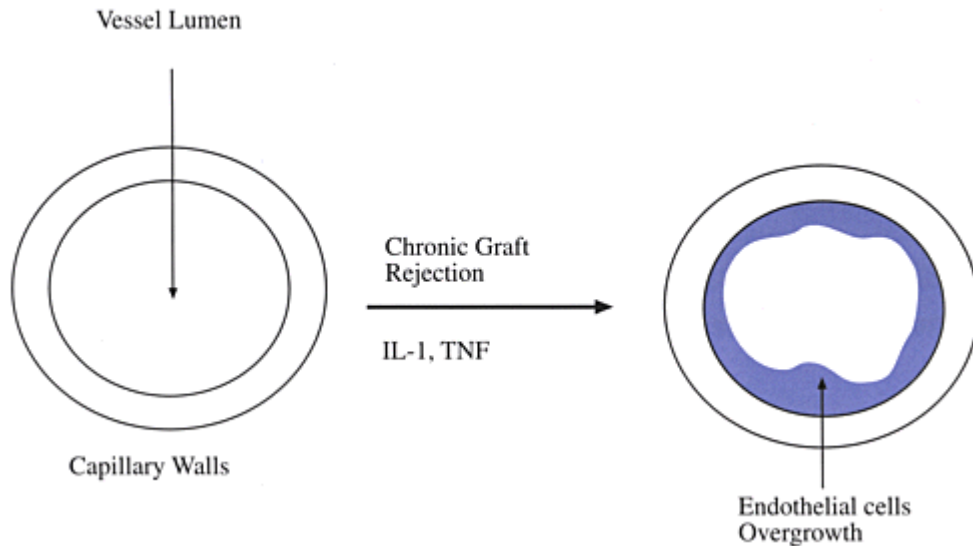 Vessel Lumen
Chronic Graft
Rejection
IL-1, TNF
Capillary Walls
Endothelial cells
Overgrowth